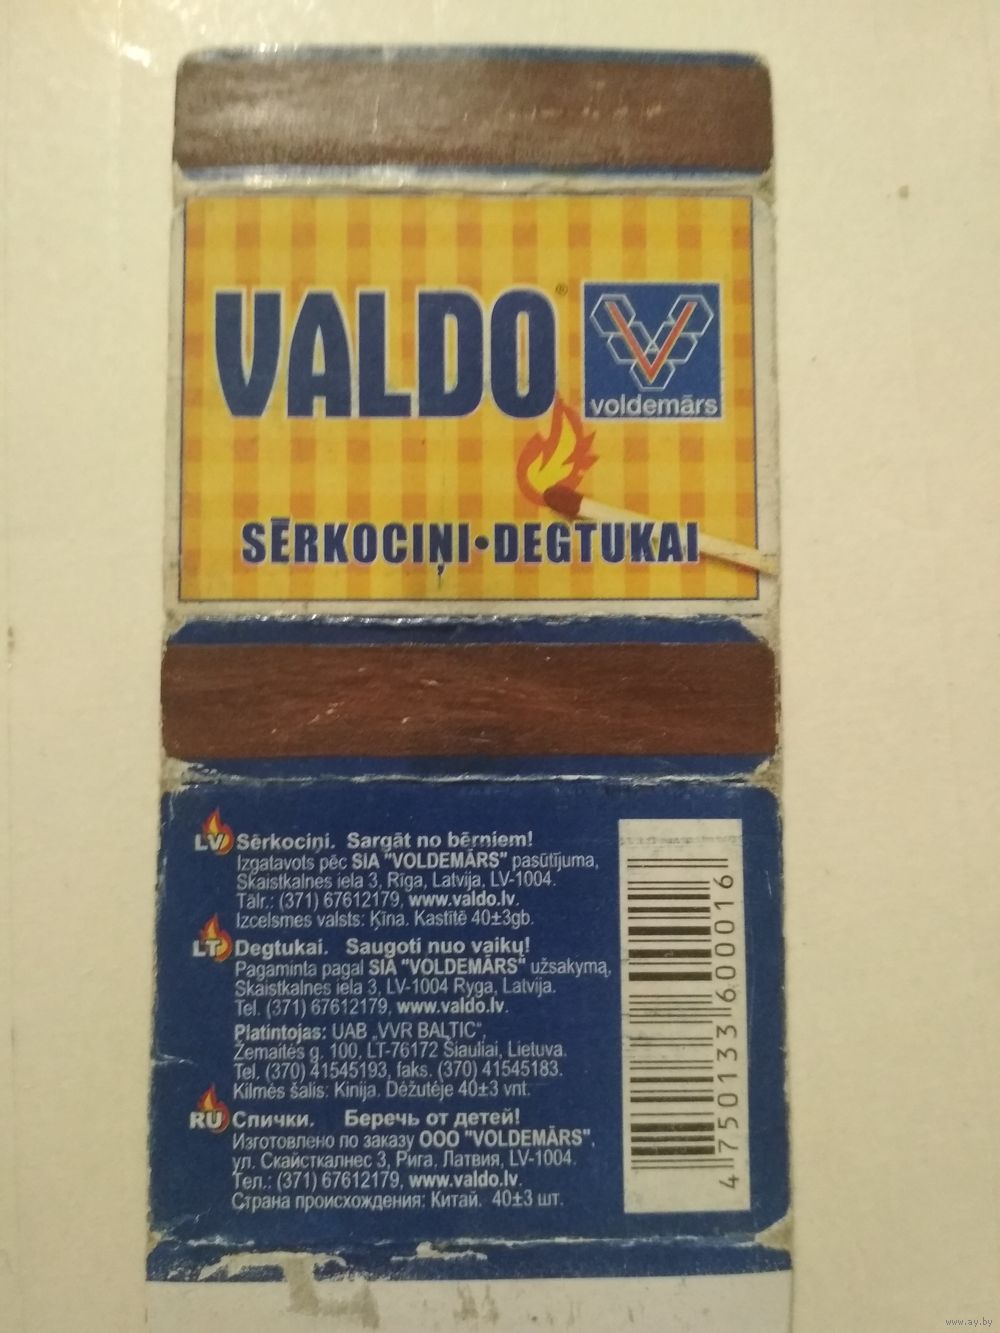 VALDO®
voldemārs
SĒRKOCIŅI•DEGTUKAI
LV Sērkociņi. Sargāt no bērniem!
Izgatavots pēc SIA "VOLDEMĀRS" pasūtījuma,
Skaistkalnes iela 3, Rīga, Latvija, LV-1004.
Tālr.: (371) 67612179, www.valdo.lv.
Izcelsmes valsts: Ķīna. Kastītē 40±3gb.
LT Degtukai. Saugoti nuo vaikų!
Pagaminta pagal SIA "VOLDEMĀRS" užsakymą,
Skaistkalnes iela 3, LV-1004 Ryga, Latvija.
Tel. (371) 67612179, www.valdo.lv.
Platintojas: UAB „VVR BALTIC",
Žemaitės g. 100, LT-76172 Šiauliai, Lietuva.
Tel. (370) 41545193, faks. (370) 41545183.
Kilmės šalis: Kinija. Dėžutėje 40±3 vnt.
RU Спички. Беречь от детей!
Изготовлено по заказу ООО "VOLDEMĀRS",
ул. Скайсткалнес 3, Рига, Латвия, LV-1004.
Тел.: (371) 67612179, www.valdo.lv.
Страна происхождения: Китай. 40±3 шт.
4 750133 600016
www.ay.by